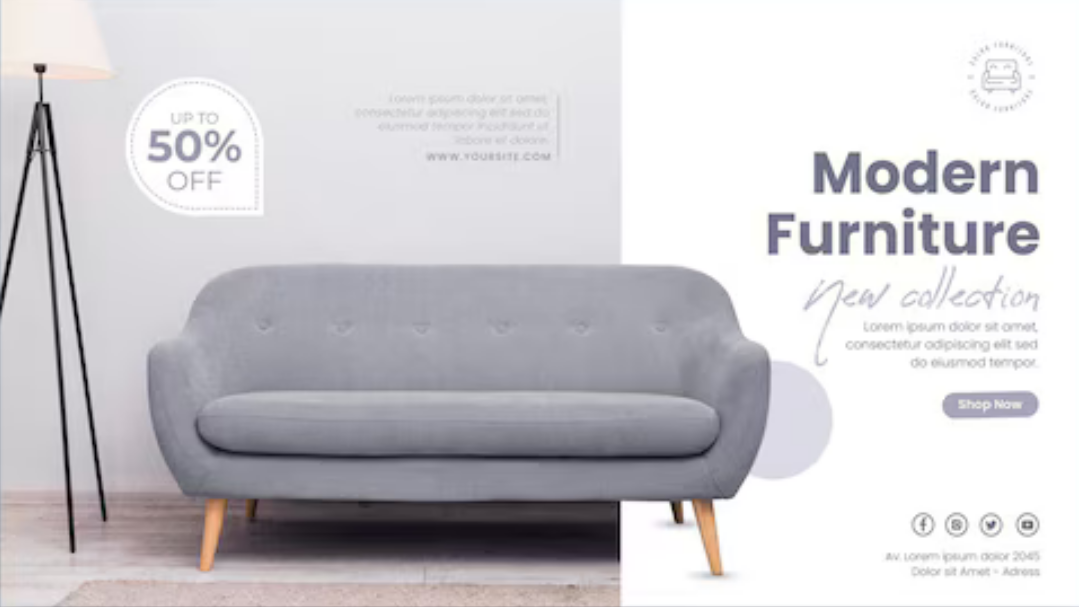 UP TO
50%
OFF
Lorem ipsum dolor sit amet,
consectetur adipiscing elit sed do
eiusmod tempor incididunt ut
labore et dolore.
WWW.YOURSITE.COM
Modern
Furniture
New collection
Lorem ipsum dolor sit amet,
consectetur adipiscing elit sed
do eiusmod tempor.
Shop Now
Av. Lorem ipsum dolor 2045
Dolor sit Amet - Adress